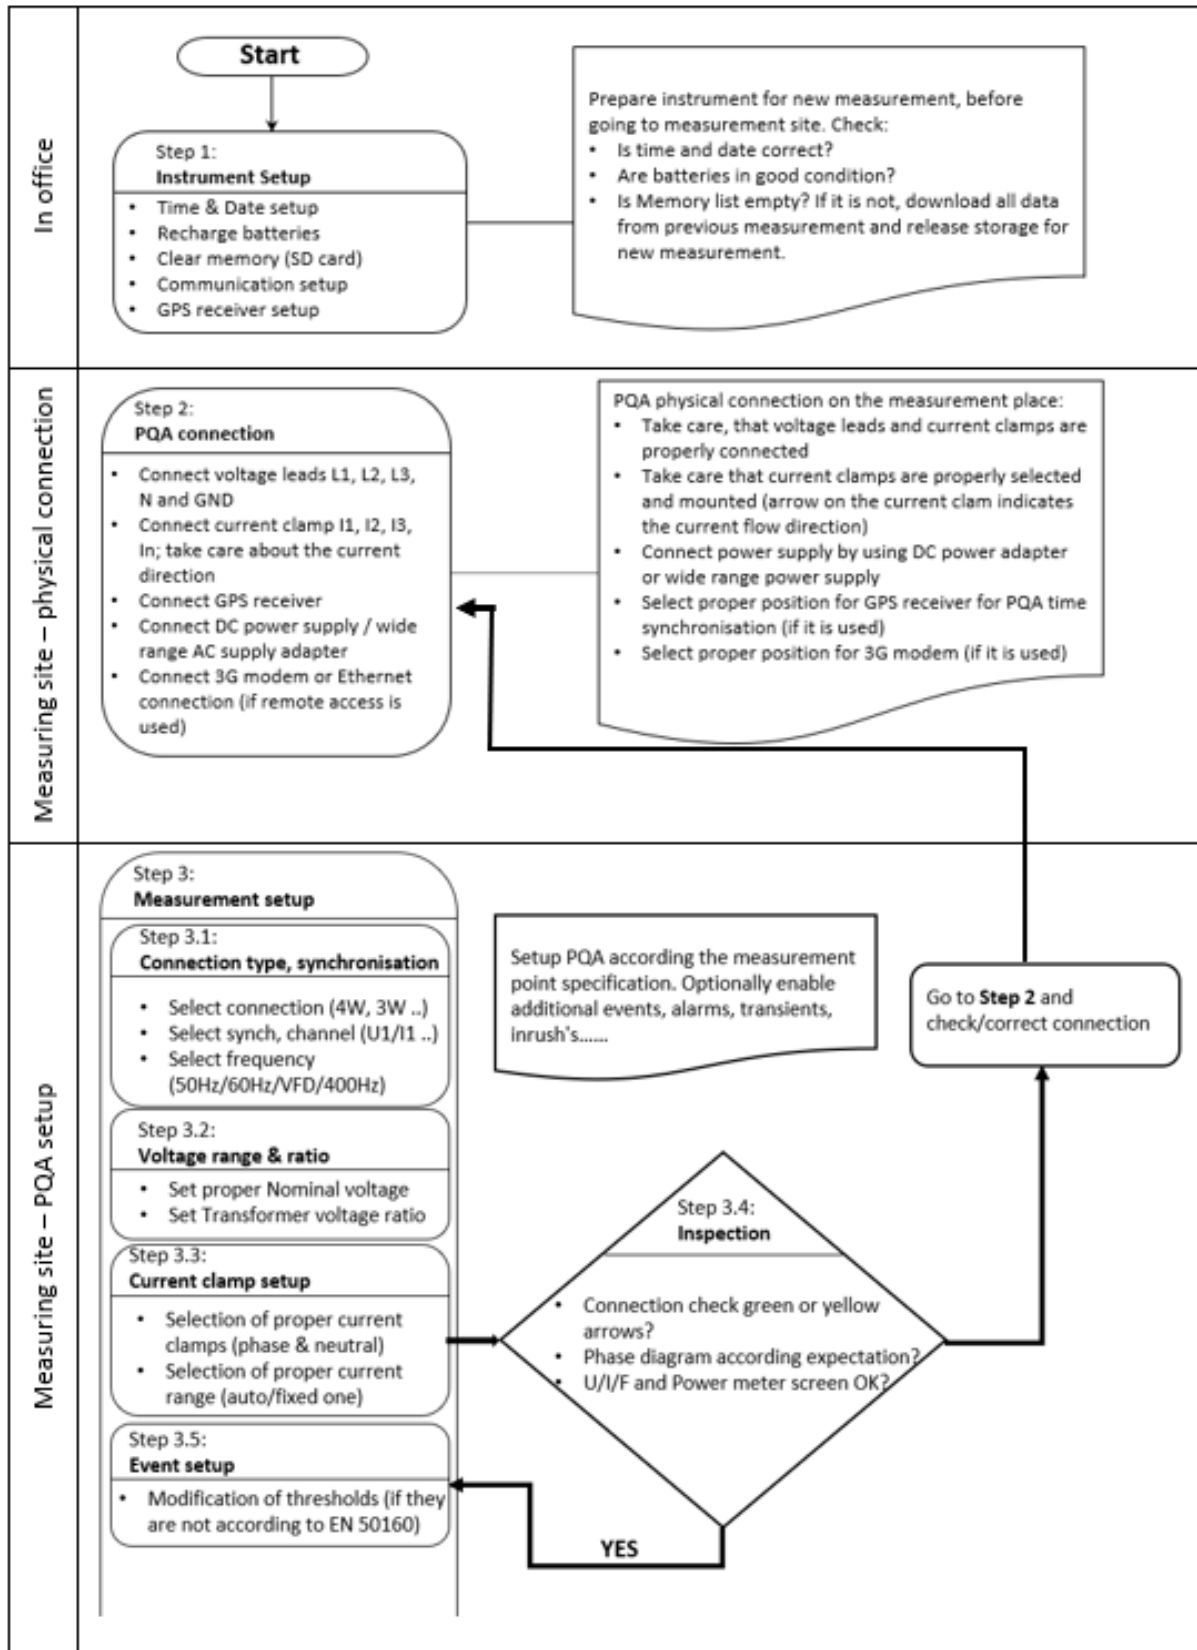 In office
Start
Step 1:
Instrument Setup
• Time & Date setup
• Recharge batteries
• Clear memory (SD card)
• Communication setup
• GPS receiver setup
Prepare instrument for new measurement, before
going to measurement site. Check:
• Is time and date correct?
• Are batteries in good condition?
• Is Memory list empty? If it is not, download all data
from previous measurement and release storage for
new measurement.
Measuring site – physical connection
Step 2:
PQA connection
• Connect voltage leads L1, L2, L3,
N and GND
• Connect current clamp I1, I2, I3,
In; take care about the current
direction
• Connect GPS receiver
• Connect DC power supply / wide
range AC supply adapter
• Connect 3G modem or Ethernet
connection (if remote access is
used)
PQA physical connection on the measurement place:
• Take care, that voltage leads and current clamps are
properly connected
• Take care that current clamps are properly selected
and mounted (arrow on the current clam indicates
the current flow direction)
• Connect power supply by using DC power adapter
or wide range power supply
• Select proper position for GPS receiver for PQA time
synchronisation (if it is used)
• Select proper position for 3G modem (if it is used)
Measuring site – PQA setup
Step 3:
Measurement setup
Step 3.1:
Connection type, synchronisation
• Select connection (4W, 3W ..)
• Select synch, channel (U1/I1 ..)
• Select frequency
(50Hz/60Hz/VFD/400Hz)
Step 3.2:
Voltage range & ratio
• Set proper Nominal voltage
• Set Transformer voltage ratio
Step 3.3:
Current clamp setup
• Selection of proper current
clamps (phase & neutral)
• Selection of proper current
range (auto/fixed one)
Step 3.5:
Event setup
• Modification of thresholds (if they
are not according to EN 50160)
Setup PQA according the measurement
point specification. Optionally enable
additional events, alarms, transients,
inrush's......
Go to Step 2 and
check/correct connection
Step 3.4:
Inspection
• Connection check green or yellow
arrows?
• Phase diagram according expectation?
• U/I/F and Power meter screen OK?
YES